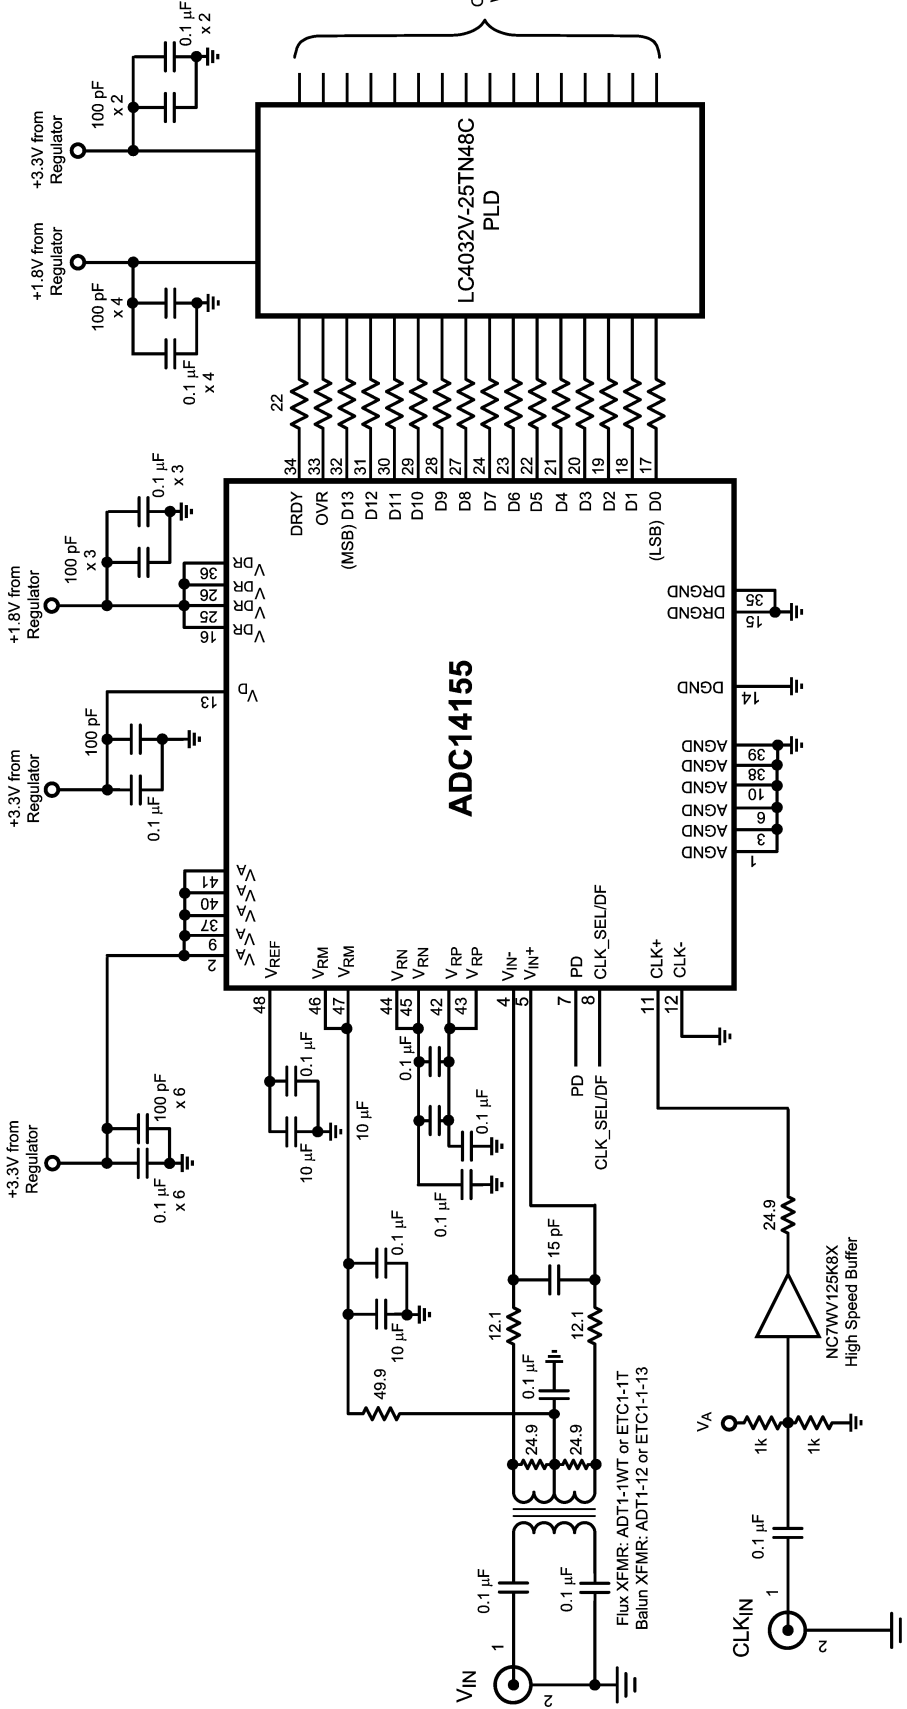 +3.3V from
Regulator
0.1 µF
x 6
100 pF
x 6
+3.3V from
Regulator
0.1 µF
100 pF
+1.8V from
Regulator
100 pF
x 3
0.1 µF
x 3
+1.8V from
Regulator
0.1 µF
x 4
100 pF
x 4
+3.3V from
Regulator
100 pF
x 2
0.1 µF
x 2
2
9
37
40
41
VA
VA
VA
VA
VA
13
VD
16
25
26
36
VDR
VDR
VDR
VDR
48
VREF
46
VRM
47
VRM
44
VRN
45
VRN
42
VRP
43
VRP
4
VIN-
5
VIN+
7
PD
8
CLK_SEL/DF
11
CLK+
12
CLK-
ADC14155
DRDY
34
OVR
33
(MSB) D13
32
D12
31
D11
30
D10
29
D9
28
D8
27
D7
24
D6
23
D5
22
D4
21
D3
20
D2
19
D1
18
(LSB) D0
17
22
LC4032V-25TN48C
PLD
AGND
AGND
AGND
AGND
AGND
AGND
1
3
6
10
38
39
DGND
14
DRGND
DRGND
15
35
10 µF
0.1 µF
10 µF
10 µF
0.1 µF
49.9
0.1 µF
0.1 µF
0.1 µF
PD
CLK_SEL/DF
VIN
1
2
0.1 µF
0.1 µF
24.9
24.9
0.1 µF
12.1
12.1
15 pF
Flux XFMR: ADT1-1WT or ETC1-1T
Balun XFMR: ADT1-12 or ETC1-1-13
CLKIN
1
2
0.1 µF
VA
1k
1k
NC7WV125K8X
High Speed Buffer
24.9